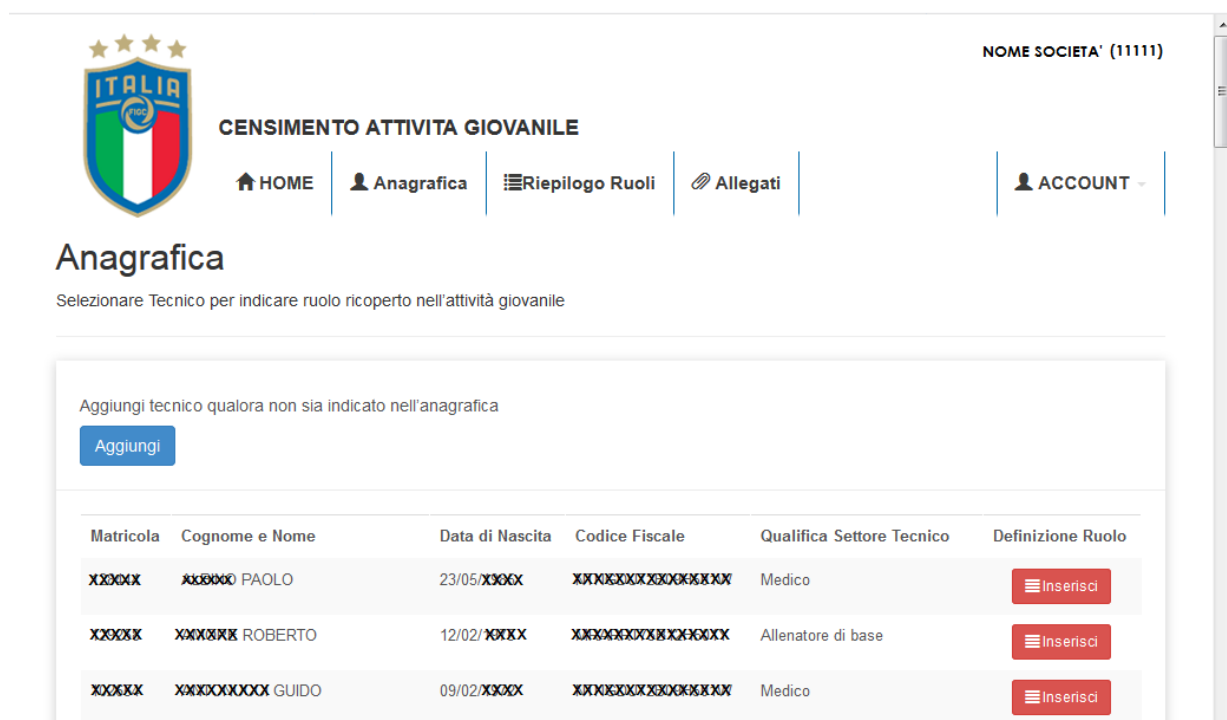 NOME SOCIETA' (11111)
ITALIA
FIGC
CENSIMENTO ATTIVITA GIOVANILE
HOME Anagrafica Riepilogo Ruoli Allegati ACCOUNT
Anagrafica
Selezionare Tecnico per indicare ruolo ricoperto nell'attività giovanile
Aggiungi tecnico qualora non sia indicato nell'anagrafica
Aggiungi
Matricola Cognome e Nome Data di Nascita Codice Fiscale Qualifica Settore Tecnico Definizione Ruolo
PAOLO 23/05/ Medico Inserisci
ROBERTO 12/02/ Allenatore di base Inserisci
GUIDO 09/02/ Medico Inserisci